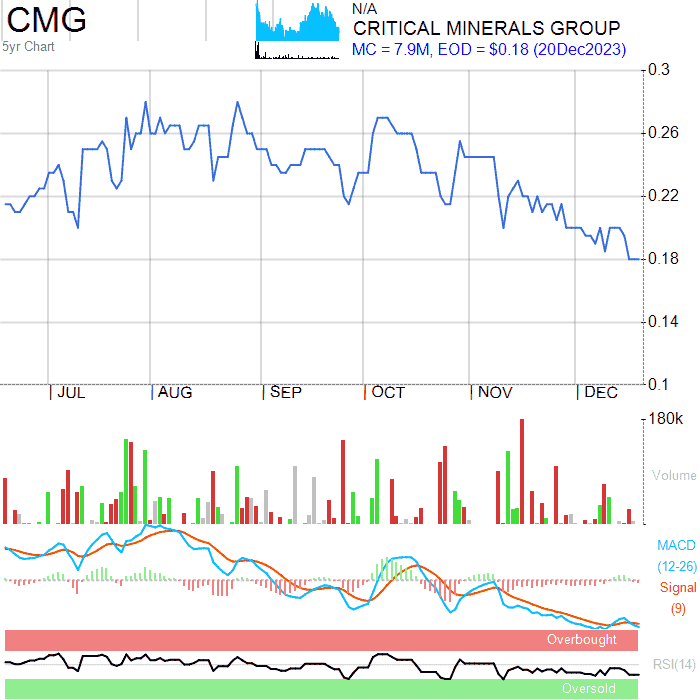 CMG
5yr Chart
N/A
CRITICAL MINERALS GROUP
MC = 7.9M, EOD = $0.18 (20Dec2023)
0.3
0.26
0.22
0.18
0.14
0.1
JUL AUG SEP OCT NOV DEC
180k
Volume
MACD
(12-26)
Signal
(9)
Overbought
RSI(14)
Oversold